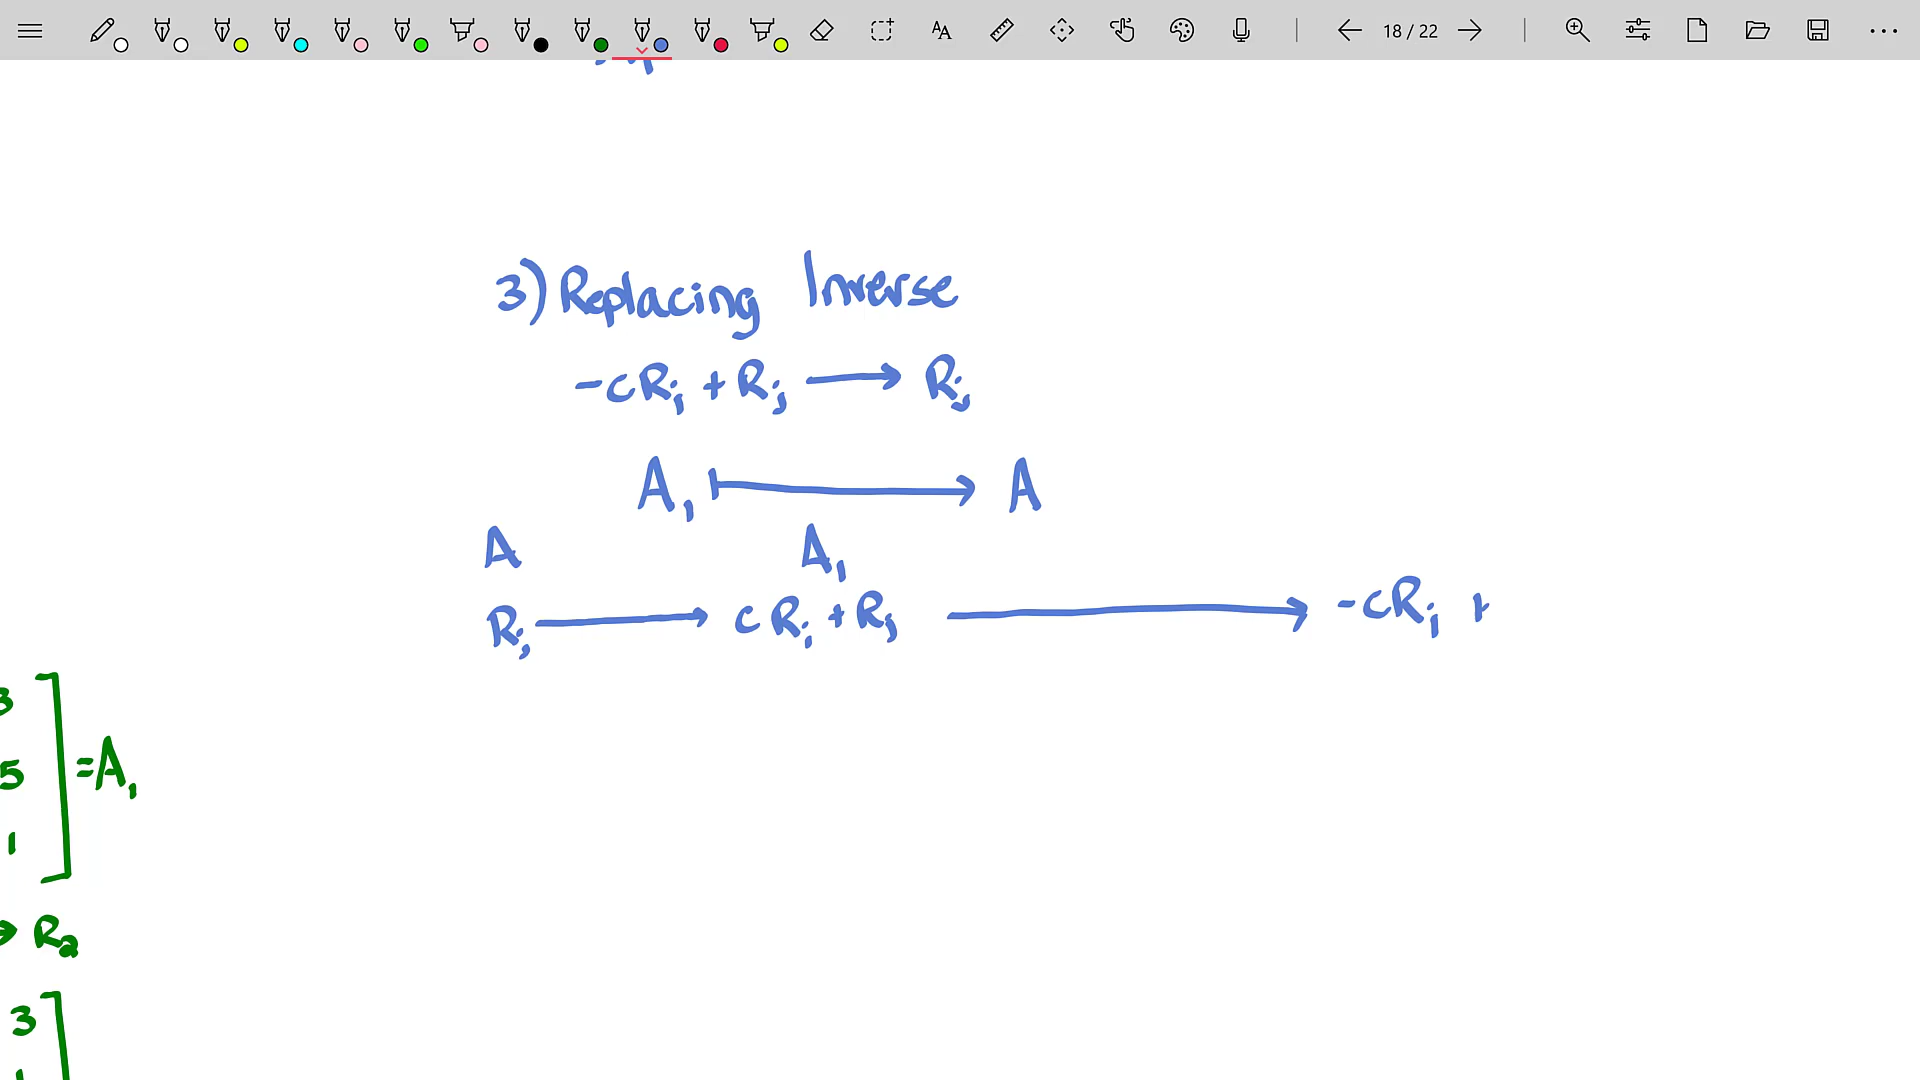 18 / 22
3) Replacing Inverse
-cRᵢ + Rⱼ ⟶ Rⱼ
A₁ ⟼ A
A A₁
Rⱼ ⟶ cRᵢ + Rⱼ ⟶ -cRᵢ +
3
5
1
] = A₁
→ R₂
3